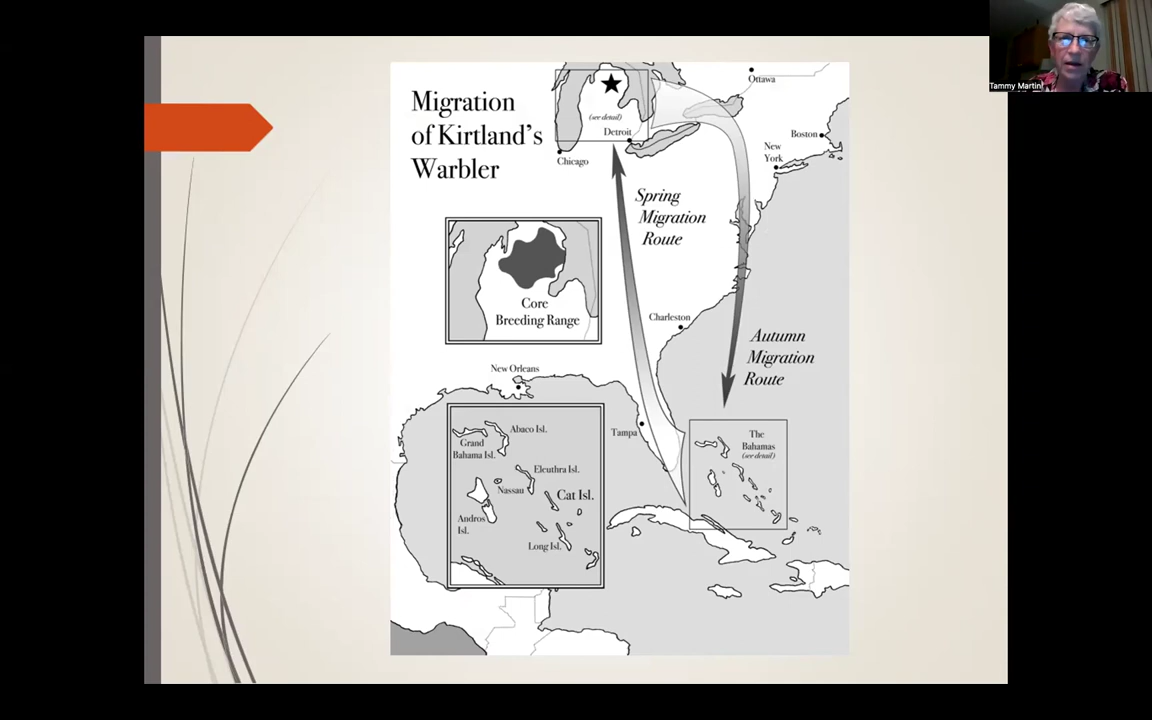 Tammy Martin
Migration
of Kirtland's
Warbler
Ottawa
(see detail)
Detroit
Boston
New
York
Chicago
Spring
Migration
Route
Core
Breeding Range
Charleston
Autumn
Migration
Route
New Orleans
Tampa
The
Bahamas
(see detail)
Abaco Isl.
Grand
Bahama Isl.
Eleuthra Isl.
Nassau
Cat Isl.
Andros
Isl.
Long Isl.